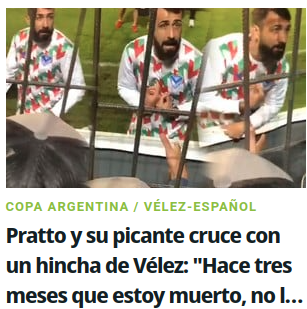 COPA ARGENTINA / VÉLEZ-ESPAÑOL
Pratto y su picante cruce con
un hincha de Vélez: "Hace tres
meses que estoy muerto, no l...